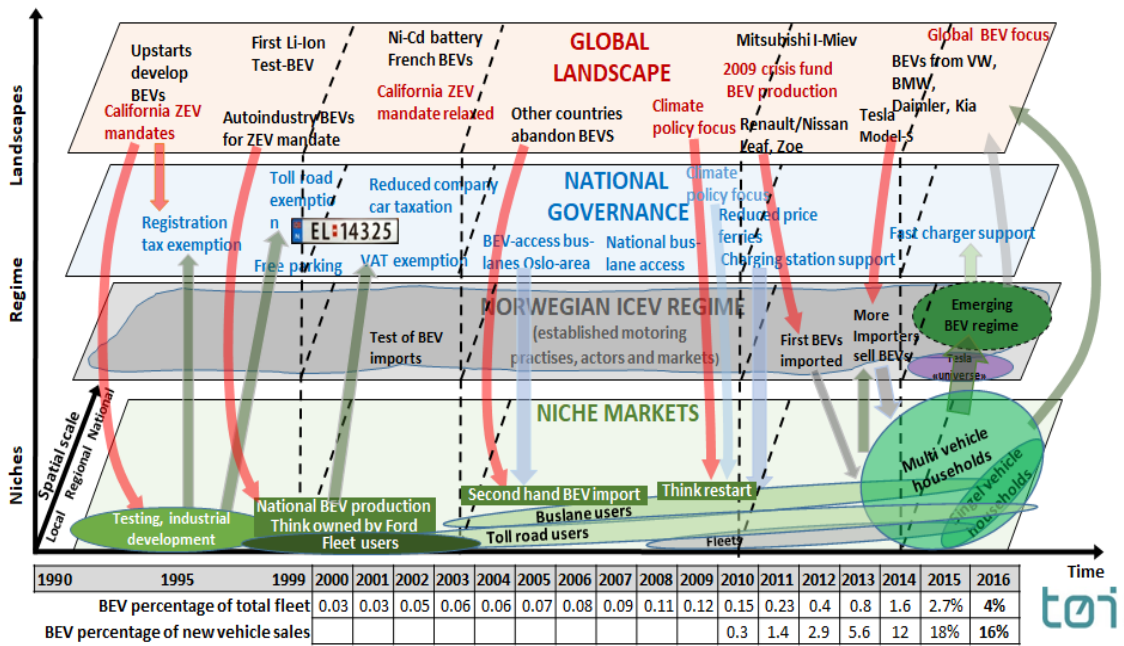 Landscapes
Regime
Niches
Upstarts
develop
BEVs
California ZEV
mandates
First Li-Ion
Test-BEV
Autoindustry BEVs
for ZEV mandate
Ni-Cd battery
French BEVs
California ZEV
mandate relaxed
GLOBAL
LANDSCAPE
Other countries
abandon BEVS
Climate
policy focus
Mitsubishi I-Miev
2009 crisis fund
BEV production
Renault/Nissan
Leaf, Zoe
Tesla
Model-S
Global BEV focus
BEVs from VW,
BMW,
Daimler, Kia
Registration
tax exemption
Toll road
exemptio
n
EL 14325
Free parking
Reduced company
car taxation
VAT exemption
NATIONAL
GOVERNANCE
BEV-access bus-
lanes Oslo-area
National bus-
lane access
Climate
policy focus
Reduced price
ferries
Charging station support
Fast charger support
NORWEGIAN ICEV REGIME
(established motoring
practises, actors and markets)
Test of BEV
imports
First BEVs
imported
More
Importers
sell BEVs
Emerging
BEV regime
Tesla
«universe»
Spatial scale
Local Regional National
NICHE MARKETS
Testing, industrial
development
National BEV production
Think owned by Ford
Fleet users
Second hand BEV import
Think restart
Buslane users
Toll road users
Fleets
Multi vehicle
households
Singel vehicle
households
Time
1990 1995 1999 2000 2001 2002 2003 2004 2005 2006 2007 2008 2009 2010 2011 2012 2013 2014 2015 2016
BEV percentage of total fleet 0.03 0.03 0.05 0.06 0.06 0.07 0.08 0.09 0.11 0.12 0.15 0.23 0.4 0.8 1.6 2.7% 4%
BEV percentage of new vehicle sales 0.3 1.4 2.9 5.6 12 18% 16%
tøi